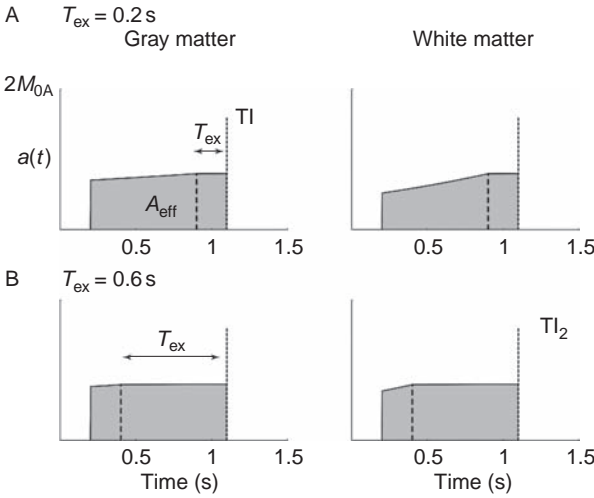 A T_ex = 0.2 s
Gray matter White matter
2M_0A
TI
T_ex
a(t)
A_eff
0.5 1 1.5 0.5 1 1.5
B T_ex = 0.6 s
TI_2
T_ex
0.5 1 1.5 0.5 1 1.5
Time (s) Time (s)